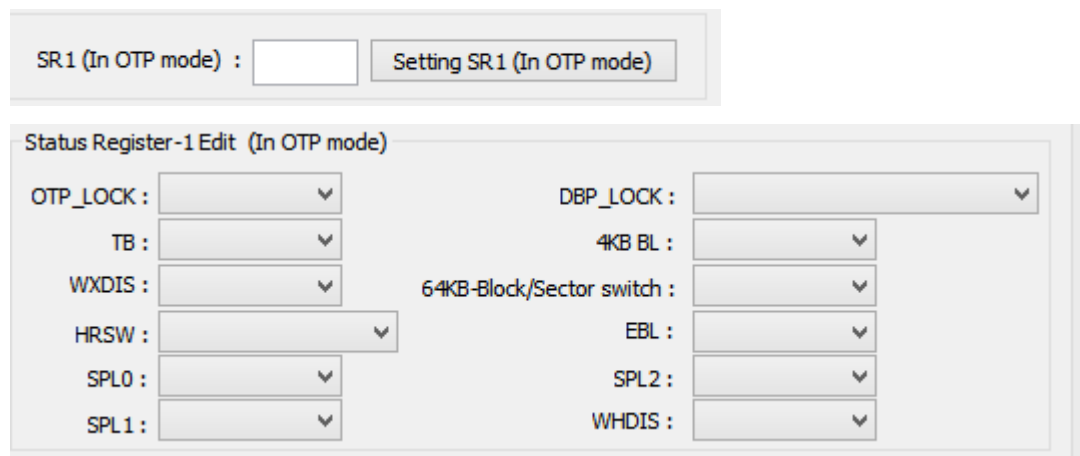 SR1 (In OTP mode) : Setting SR1 (In OTP mode)
Status Register-1 Edit (In OTP mode)
OTP_LOCK : DBP_LOCK :
TB : 4KB BL :
WXDIS : 64KB-Block/Sector switch :
HRSW : EBL :
SPL0 : SPL2 :
SPL1 : WHDIS :